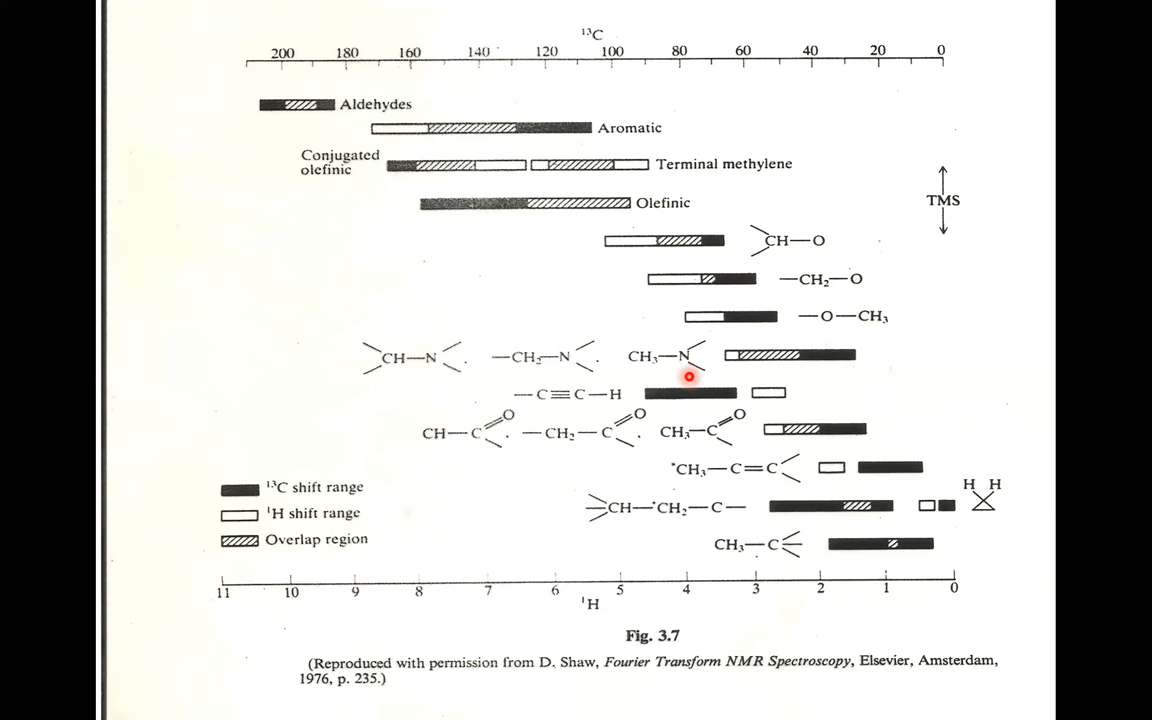 ¹³C
200 180 160 140 120 100 80 60 40 20 0
Aldehydes
Aromatic
Conjugated
olefinic
Terminal methylene
Olefinic
TMS
CH—O
—CH₂—O
—O—CH₃
CH—N . —CH₂—N . CH₃—N
—C≡C—H
CH—C=O . —CH₂—C=O . CH₃—C=O
*CH₃—C=C
H H
CH—*CH₂—C—
CH₃—C
¹³C shift range
¹H shift range
Overlap region
11 10 9 8 7 6 5 4 3 2 1 0
¹H
Fig. 3.7
(Reproduced with permission from D. Shaw, Fourier Transform NMR Spectroscopy, Elsevier, Amsterdam,
1976, p. 235.)